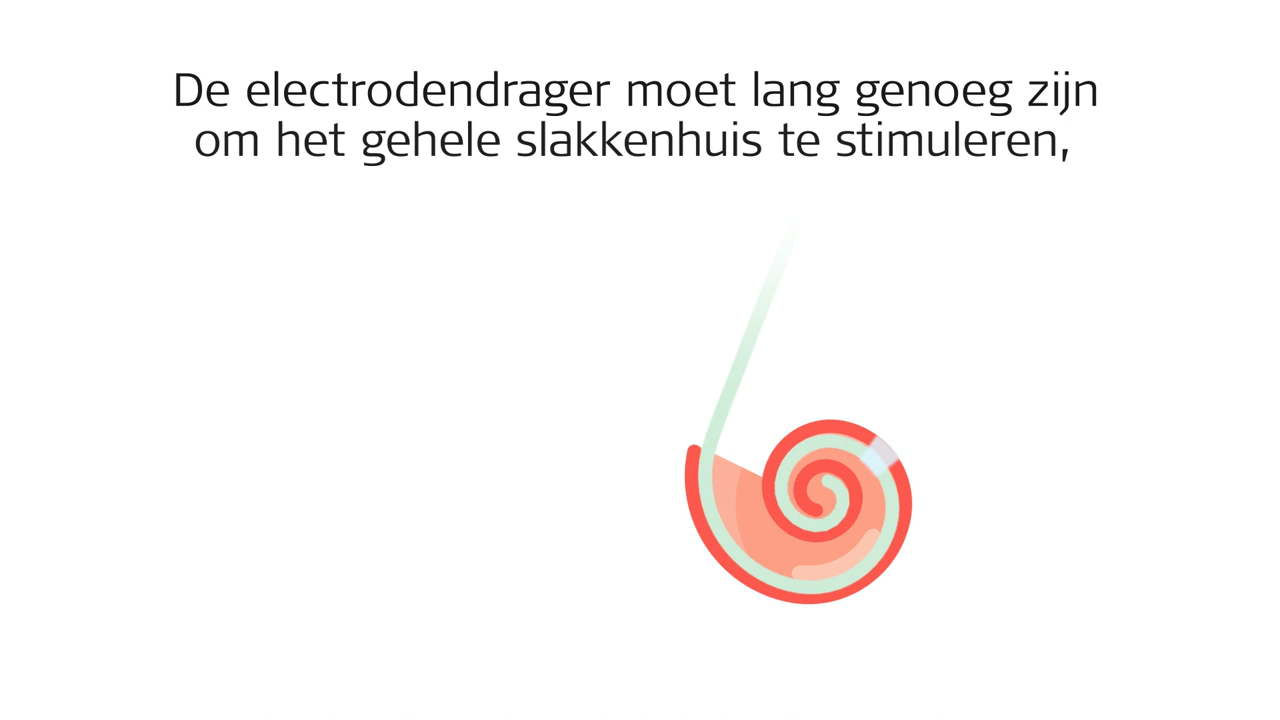 De electrodendrager moet lang genoeg zijn
om het gehele slakkenhuis te stimuleren,